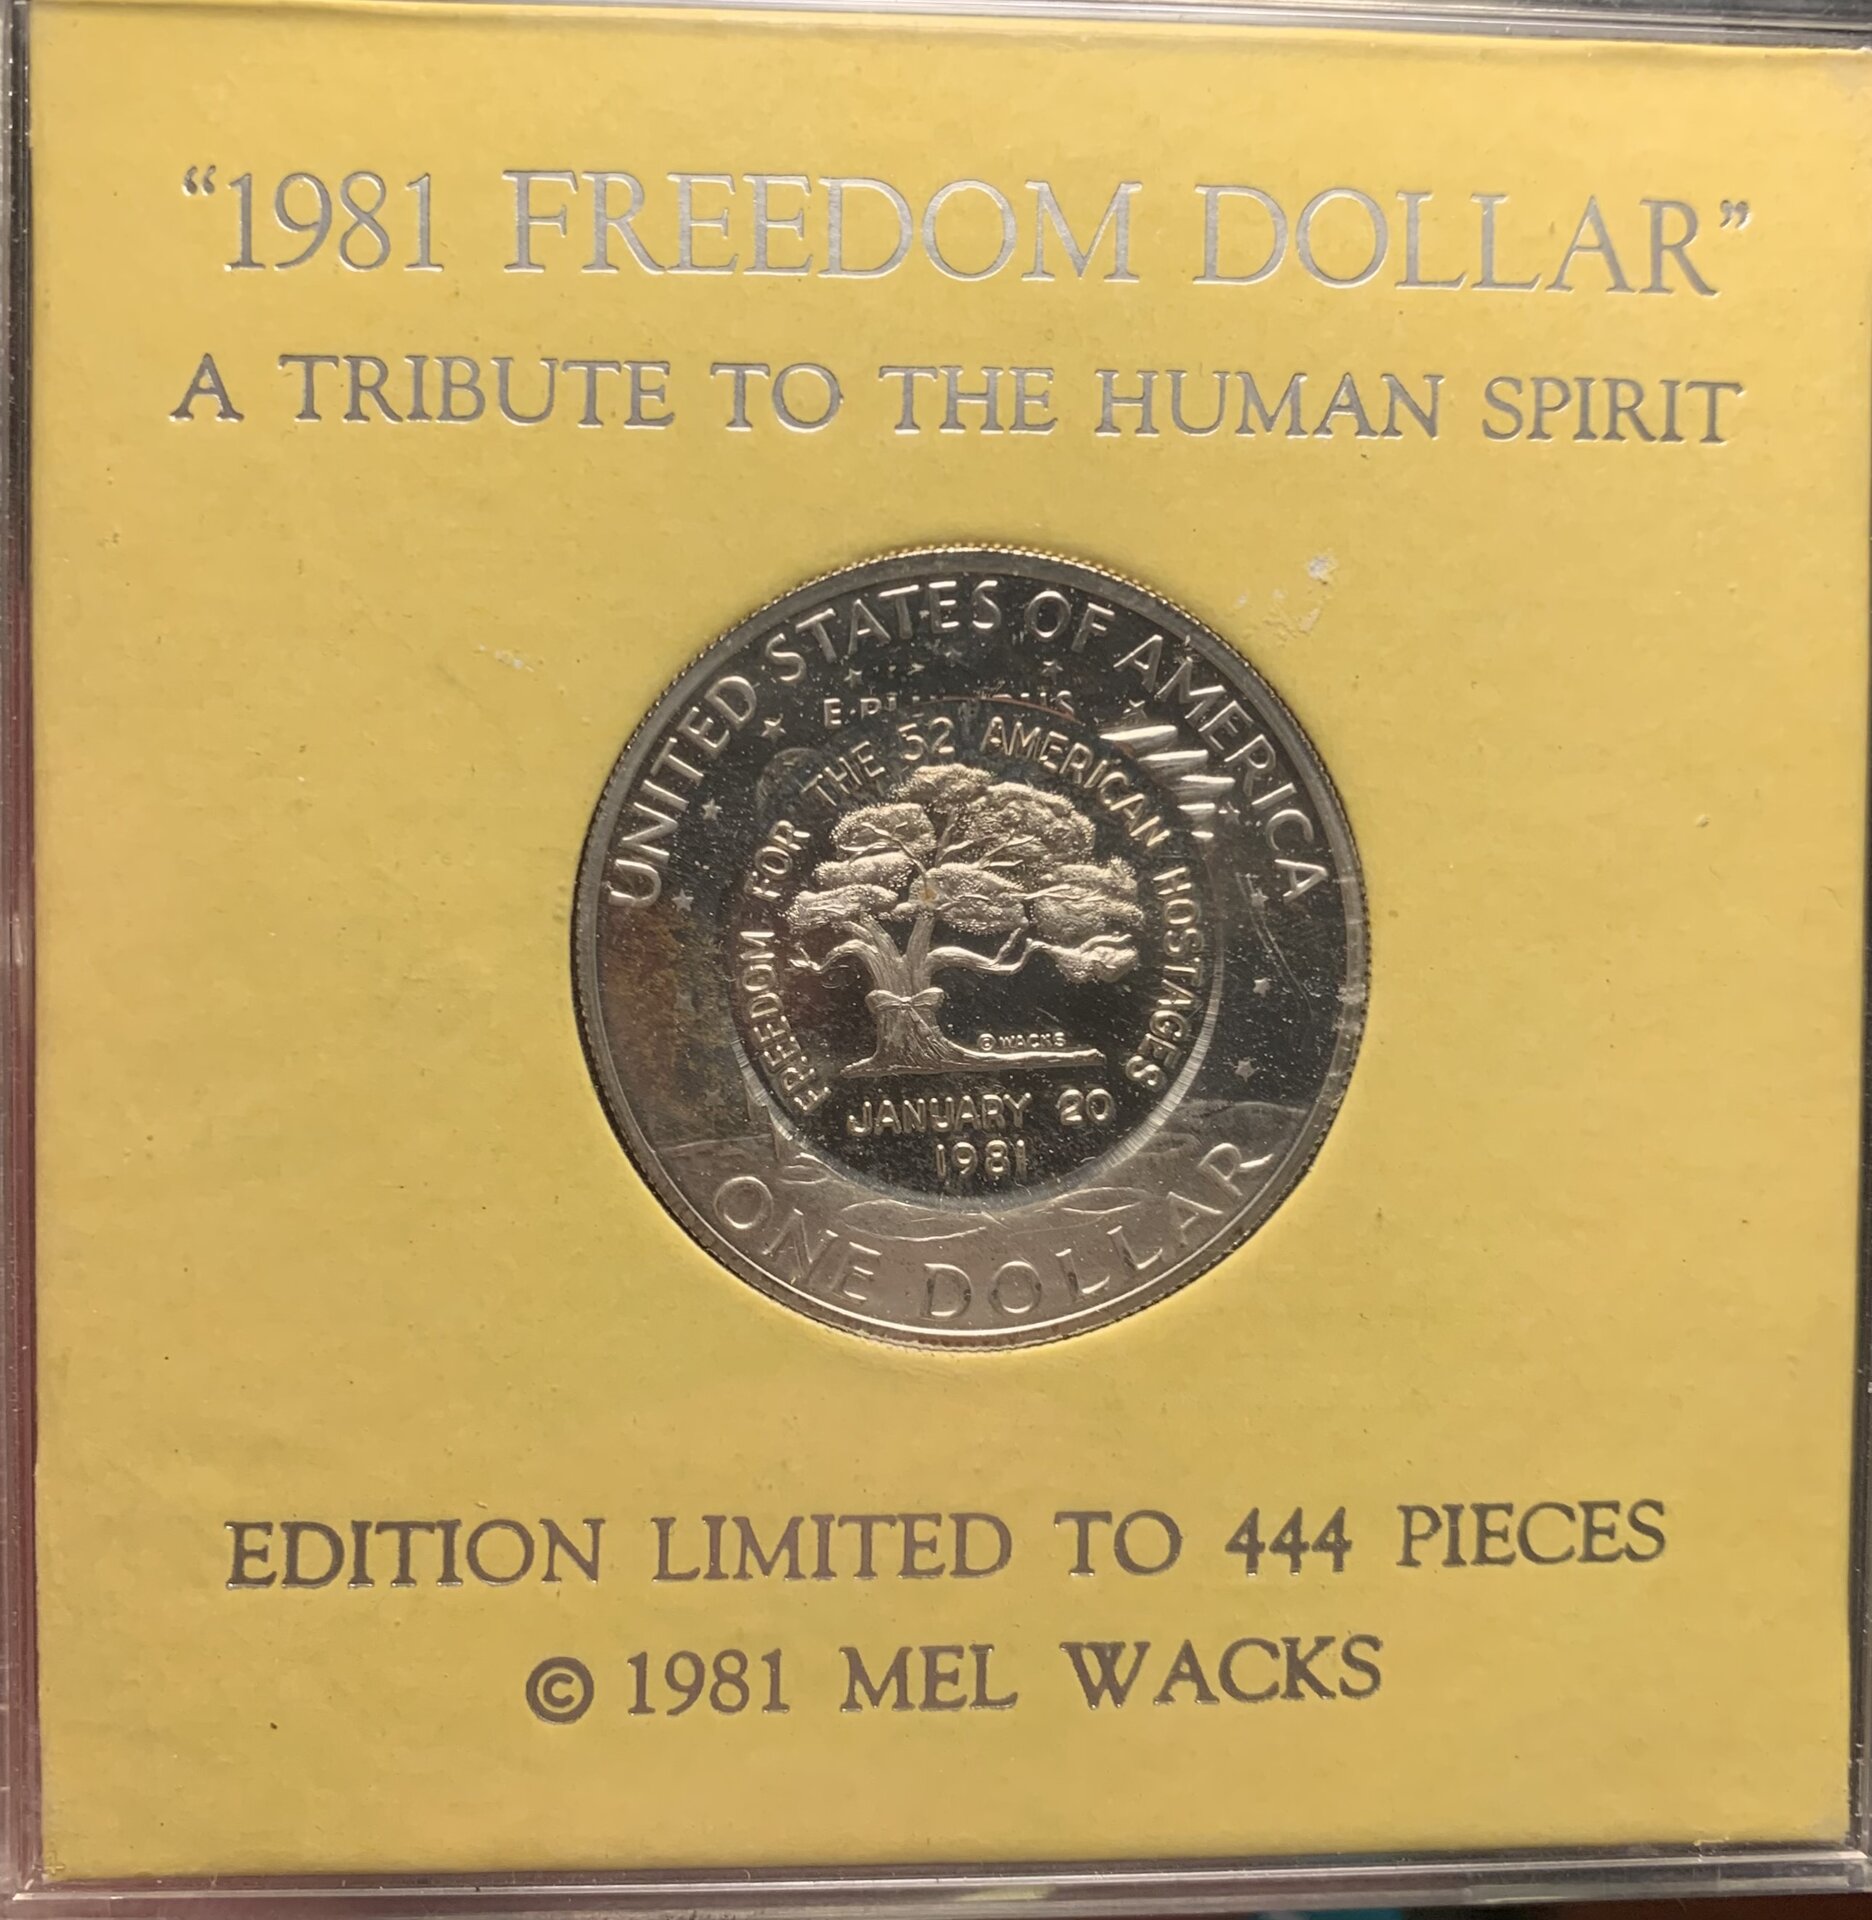 “1981 FREEDOM DOLLAR”
A TRIBUTE TO THE HUMAN SPIRIT
UNITED STATES OF AMERICA
FREEDOM FOR THE 52 AMERICAN HOSTAGES
© WACKS
JANUARY 20
1981
ONE DOLLAR
EDITION LIMITED TO 444 PIECES
© 1981 MEL WACKS